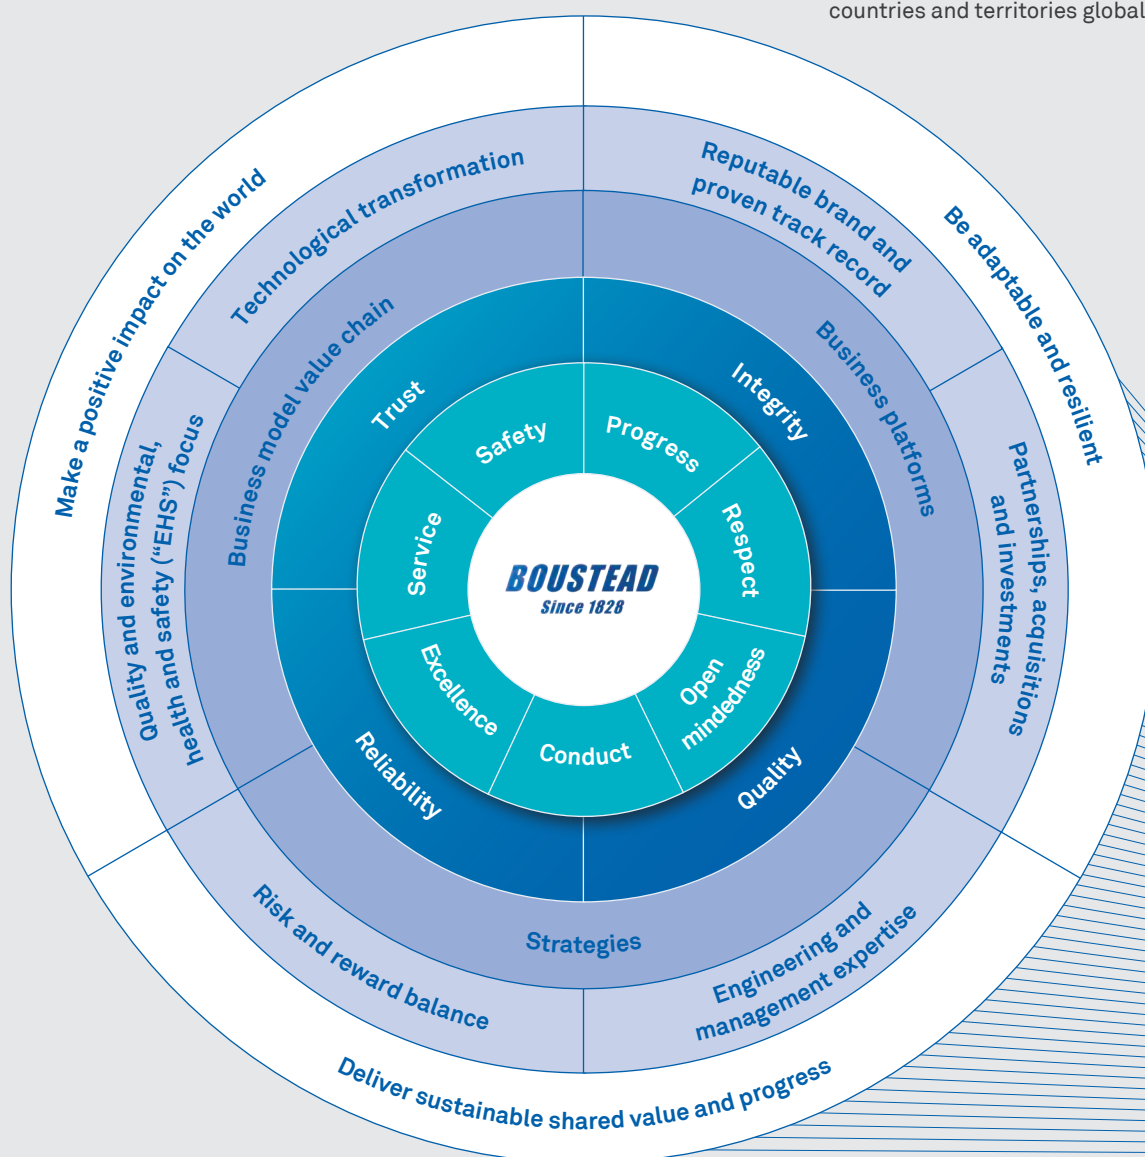 countries and territories global
Make a positive impact on the world
Be adaptable and resilient
Deliver sustainable shared value and progress
Technological transformation
Reputable brand and
proven track record
Partnerships, acquisitions
and investments
Engineering and
management expertise
Risk and reward balance
Quality and environmental,
health and safety (“EHS”) focus
Business model value chain
Business platforms
Strategies
Trust
Integrity
Quality
Reliability
Safety
Progress
Respect
Open
mindedness
Conduct
Excellence
Service
BOUSTEAD
Since 1828